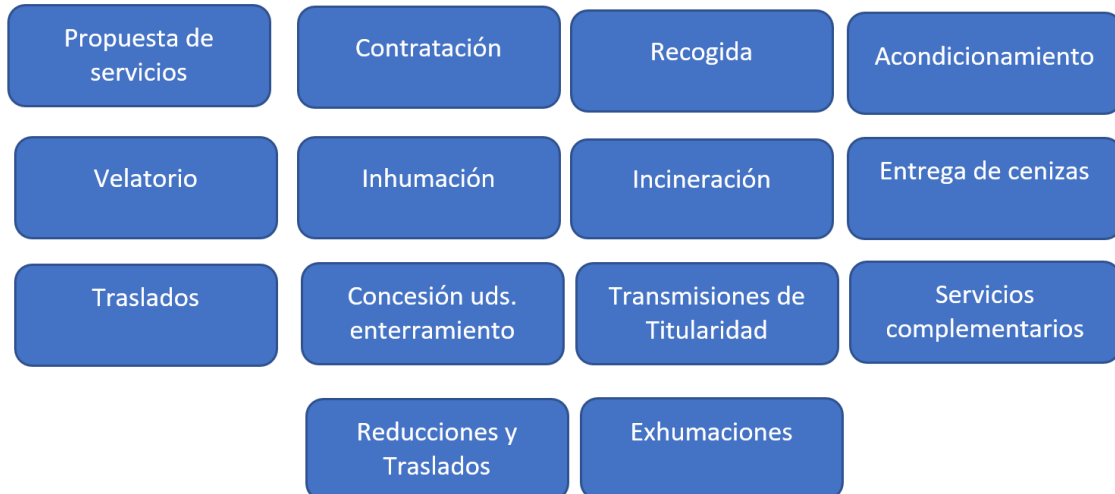 Propuesta de
servicios
Contratación
Recogida
Acondicionamiento
Velatorio
Inhumación
Incineración
Entrega de cenizas
Traslados
Concesión uds.
enterramiento
Transmisiones de
Titularidad
Servicios
complementarios
Reducciones y
Traslados
Exhumaciones